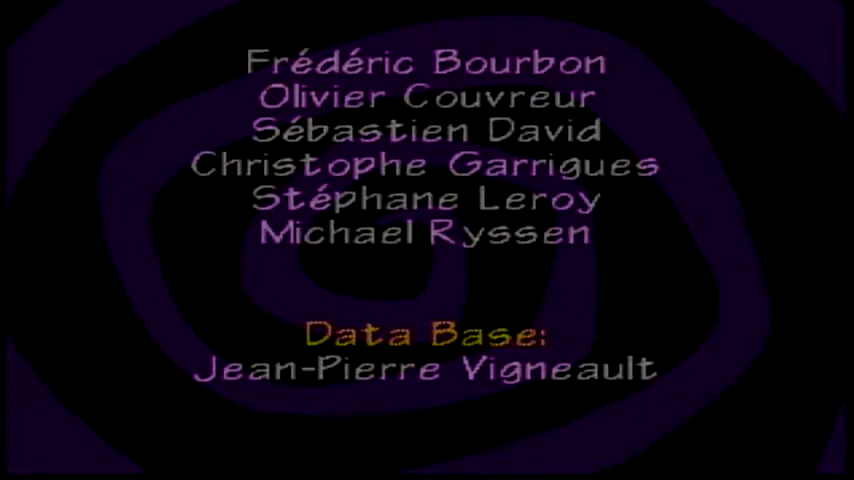 Frédéric Bourbon
Olivier Couvreur
Sébastien David
Christophe Garrigues
Stéphane Leroy
Michael Ryssen
Data Base:
Jean-Pierre Vigneault